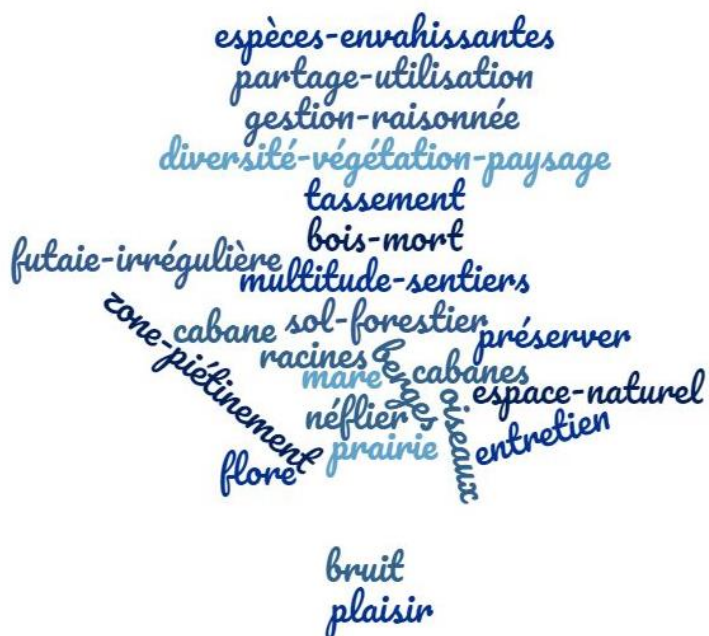 espèces-envahissantes
partage-utilisation
gestion-raisonnée
diversité-végétation-paysage
tassement
bois-mort
futaie-irrégulière
multitude-sentiers
zone-piétinement
cabane
sol-forestier
préserver
racines
berges
cabanes
mare
espace-naturel
oiseaux
néflier
entretien
prairie
flore
bruit
plaisir